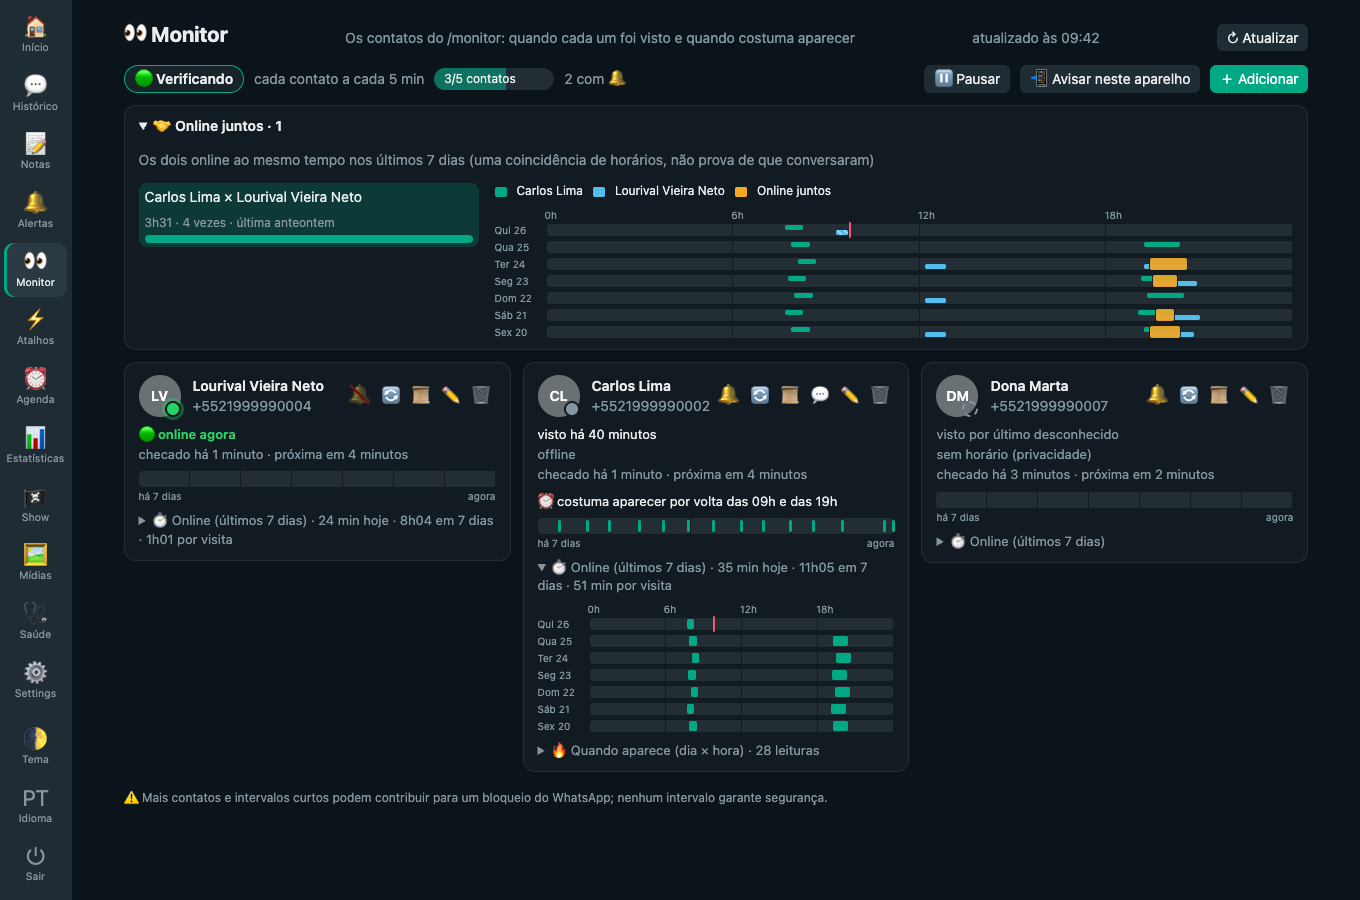 Início
Histórico
Notas
Alertas
Monitor
Atalhos
Agenda
Estatísticas
Show
Mídias
Saúde
Settings
Tema
PT
Idioma
Sair
Monitor
Os contatos do /monitor: quando cada um foi visto e quando costuma aparecer
atualizado às 09:42
Atualizar
Verificando
cada contato a cada 5 min
3/5 contatos
2 com
Pausar
Avisar neste aparelho
+ Adicionar
Online juntos · 1
Os dois online ao mesmo tempo nos últimos 7 dias (uma coincidência de horários, não prova de que conversaram)
Carlos Lima × Lourival Vieira Neto
3h31 · 4 vezes · última anteontem
Carlos Lima
Lourival Vieira Neto
Online juntos
0h 6h 12h 18h
Qui 26
Qua 25
Ter 24
Seg 23
Dom 22
Sáb 21
Sex 20
LV
Lourival Vieira Neto
+5521999990004
online agora
checado há 1 minuto · próxima em 4 minutos
há 7 dias
agora
Online (últimos 7 dias) · 24 min hoje · 8h04 em 7 dias
· 1h01 por visita
CL
Carlos Lima
+5521999990002
visto há 40 minutos
offline
checado há 1 minuto · próxima em 4 minutos
costuma aparecer por volta das 09h e das 19h
há 7 dias
agora
Online (últimos 7 dias) · 35 min hoje · 11h05 em 7
dias · 51 min por visita
0h 6h 12h 18h
Qui 26
Qua 25
Ter 24
Seg 23
Dom 22
Sáb 21
Sex 20
Quando aparece (dia × hora) · 28 leituras
DM
Dona Marta
+5521999990007
visto por último desconhecido
sem horário (privacidade)
checado há 3 minutos · próxima em 2 minutos
há 7 dias
agora
Online (últimos 7 dias)
Mais contatos e intervalos curtos podem contribuir para um bloqueio do WhatsApp; nenhum intervalo garante segurança.